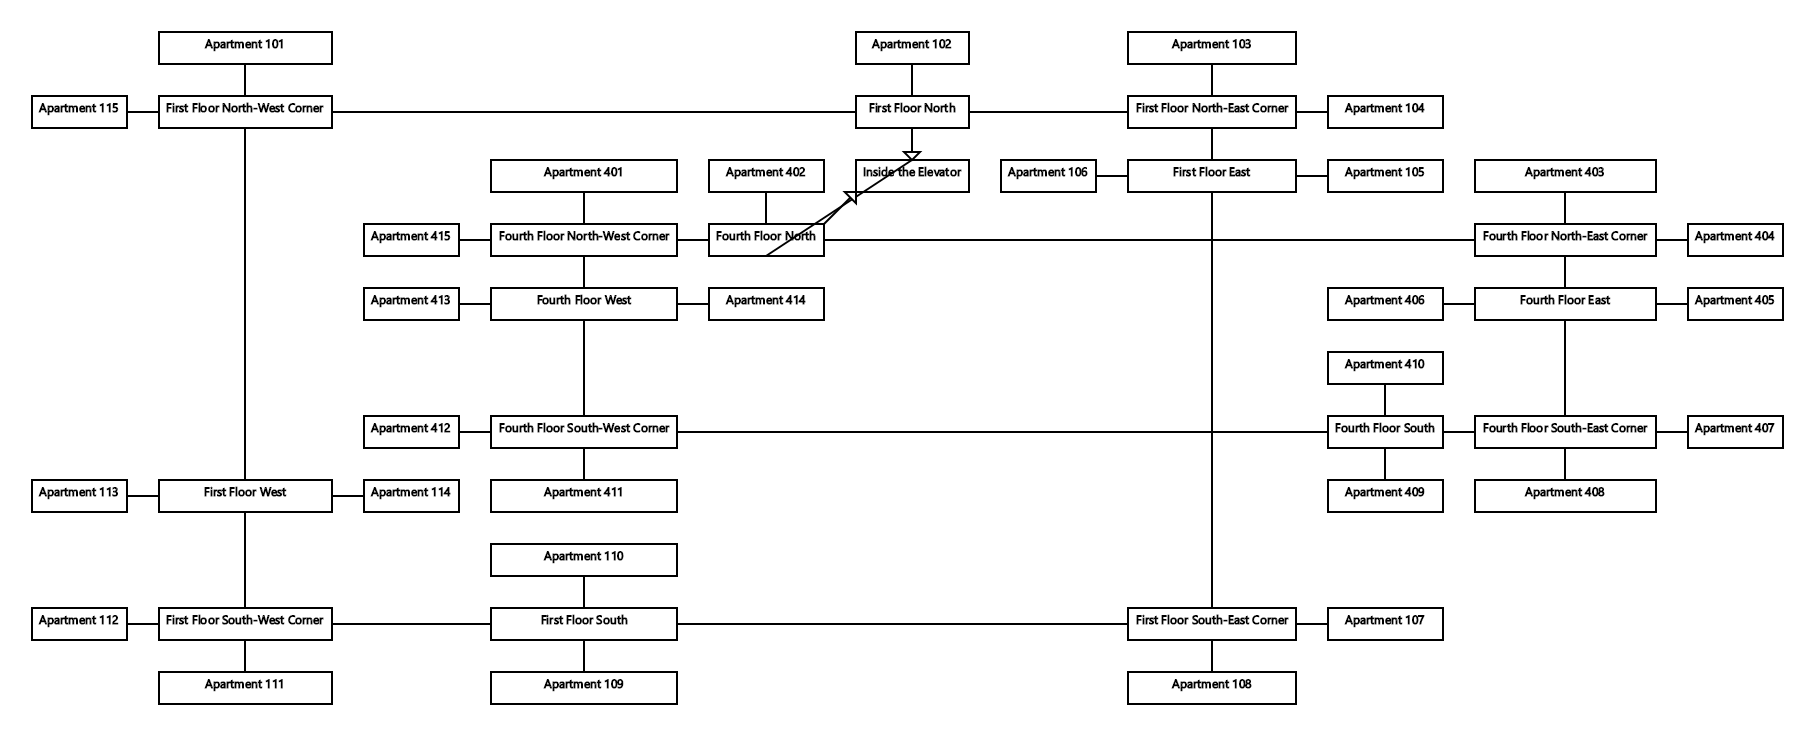 Apartment 101
Apartment 102
Apartment 103
Apartment 115
First Floor North-West Corner
First Floor North
First Floor North-East Corner
Apartment 104
Apartment 401
Apartment 402
Inside the Elevator
Apartment 106
First Floor East
Apartment 105
Apartment 403
Apartment 415
Fourth Floor North-West Corner
Fourth Floor North
Fourth Floor North-East Corner
Apartment 404
Apartment 413
Fourth Floor West
Apartment 414
Apartment 406
Fourth Floor East
Apartment 405
Apartment 410
Apartment 412
Fourth Floor South-West Corner
Fourth Floor South
Fourth Floor South-East Corner
Apartment 407
Apartment 113
First Floor West
Apartment 114
Apartment 411
Apartment 409
Apartment 408
Apartment 110
Apartment 112
First Floor South-West Corner
First Floor South
First Floor South-East Corner
Apartment 107
Apartment 111
Apartment 109
Apartment 108